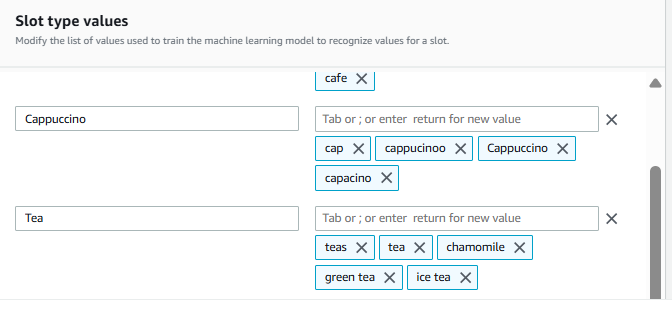 Slot type values
Modify the list of values used to train the machine learning model to recognize values for a slot.
cafe
Cappuccino
Tab or ; or enter return for new value
cap cappucinoo Cappuccino
capacino
Tea
Tab or ; or enter return for new value
teas tea chamomile
green tea ice tea